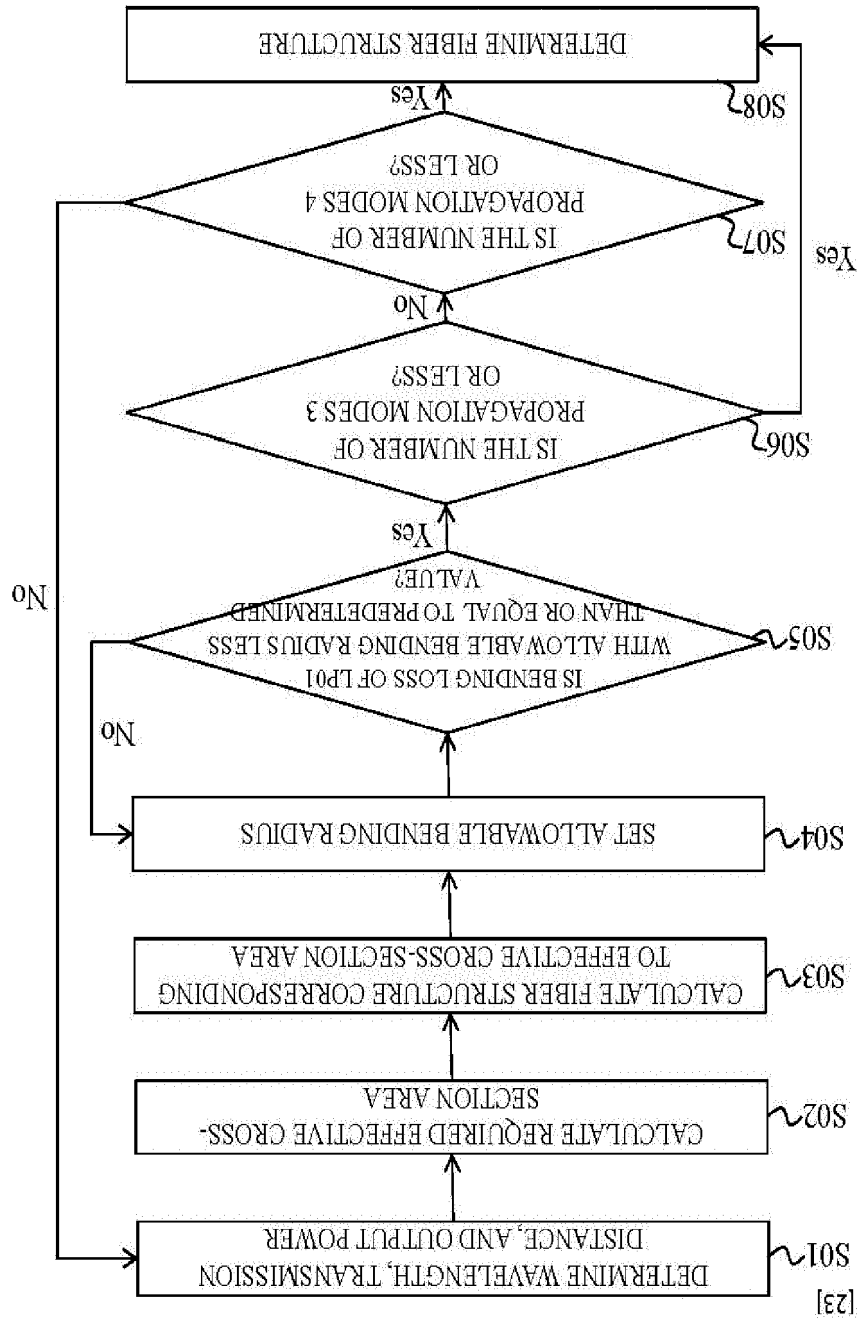 [23]
S01
DETERMINE WAVELENGTH, TRANSMISSION
DISTANCE, AND OUTPUT POWER
S02
CALCULATE REQUIRED EFFECTIVE CROSS-
SECTION AREA
S03
CALCULATE FIBER STRUCTURE CORRESPONDING
TO EFFECTIVE CROSS-SECTION AREA
S04
SET ALLOWABLE BENDING RADIUS
No
S05
IS BENDING LOSS OF LP01
WITH ALLOWABLE BENDING RADIUS LESS
THAN OR EQUAL TO PREDETERMINED
VALUE?
Yes
No
S06
IS THE NUMBER OF
PROPAGATION MODES 3
OR LESS?
No
Yes
S07
IS THE NUMBER OF
PROPAGATION MODES 4
OR LESS?
Yes
S08
DETERMINE FIBER STRUCTURE